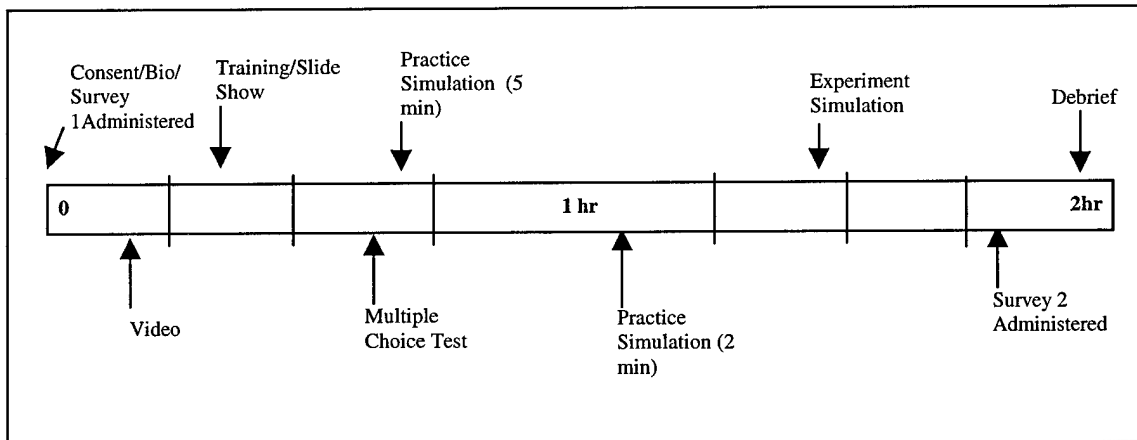 Consent/Bio/
Survey
1Administered
Training/Slide
Show
Practice
Simulation (5
min)
Experiment
Simulation
Debrief
0
1 hr
2hr
Video
Multiple
Choice Test
Practice
Simulation (2
min)
Survey 2
Administered